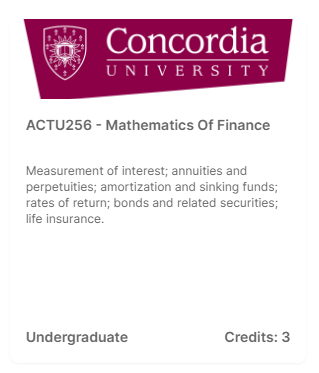 Concordia
UNIVERSITY
ACTU256 - Mathematics Of Finance
Measurement of interest; annuities and
perpetuities; amortization and sinking funds;
rates of return; bonds and related securities;
life insurance.
Undergraduate
Credits: 3